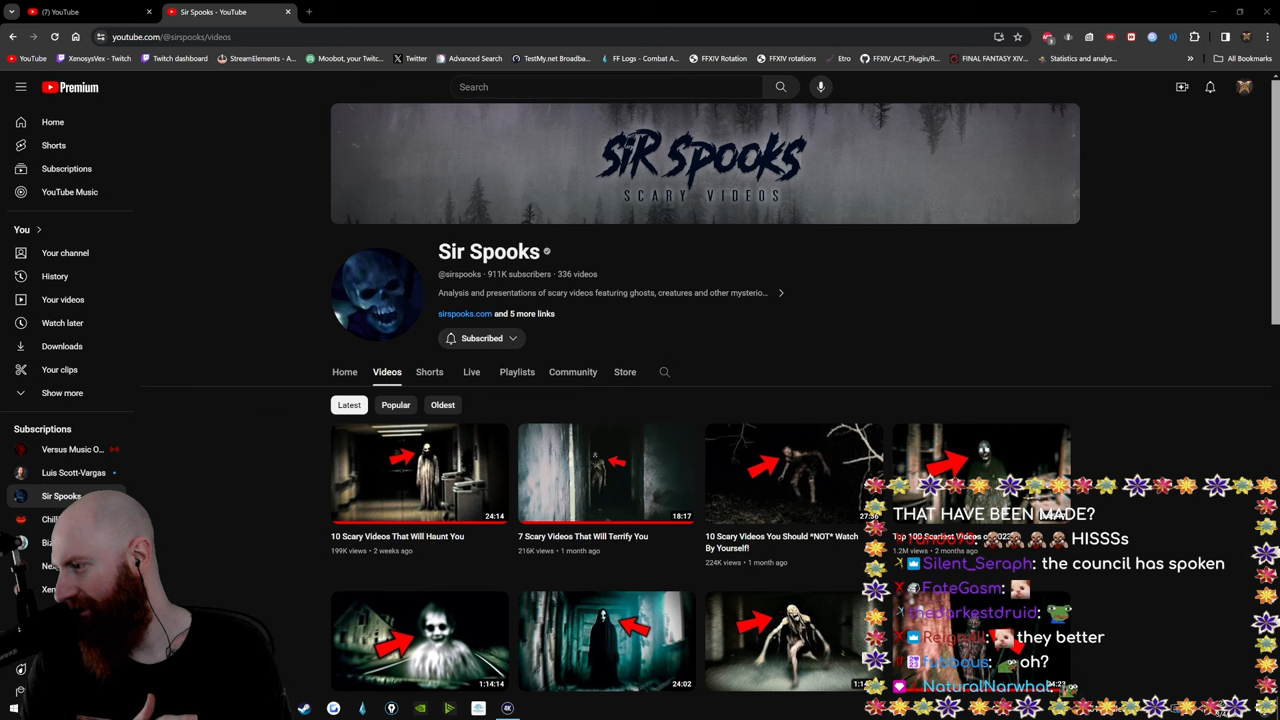 (7) YouTube
Sir Spooks - YouTube
youtube.com/@sirspooks/videos
YouTube
XenosysVex - Twitch
Twitch dashboard
StreamElements - A...
Moobot, your Twitc...
Twitter
TestMy.net Broadba...
Advanced Search
FF Logs - Combat A...
FFXIV Rotation
FFXIV rotations
Etro
FFXIV_ACT_Plugin/R...
FINAL FANTASY XIV...
Statistics and analys...
All Bookmarks
Premium
Search
Home
Shorts
Subscriptions
YouTube Music
You
Your channel
History
Your videos
Watch later
Downloads
Your clips
Show more
Subscriptions
Versus Music O...
Luis Scott-Vargas
Sir Spooks
SIR SPOOKS
SCARY VIDEOS
Sir Spooks
@sirspooks · 911K subscribers · 336 videos
Analysis and presentations of scary videos featuring ghosts, creatures and other mysterio...
sirspooks.com and 5 more links
Subscribed
Home Videos Shorts Live Playlists Community Store
Latest Popular Oldest
24:14
18:17
27:36
10 Scary Videos That Will Haunt You
199K views · 2 weeks ago
7 Scary Videos That Will Terrify You
216K views · 1 month ago
10 Scary Videos You Should *NOT* Watch
By Yourself!
224K views · 1 month ago
1.2M views · 2 months ago
1:14:14
24:02
24:23
THAT HAVE BEEN MADE?
HISSSs
Silent_Seraph: the council has spoken
FateGasm:
thedarkestdruid:
they better
fubbous: oh?
NaturalNarwhal: